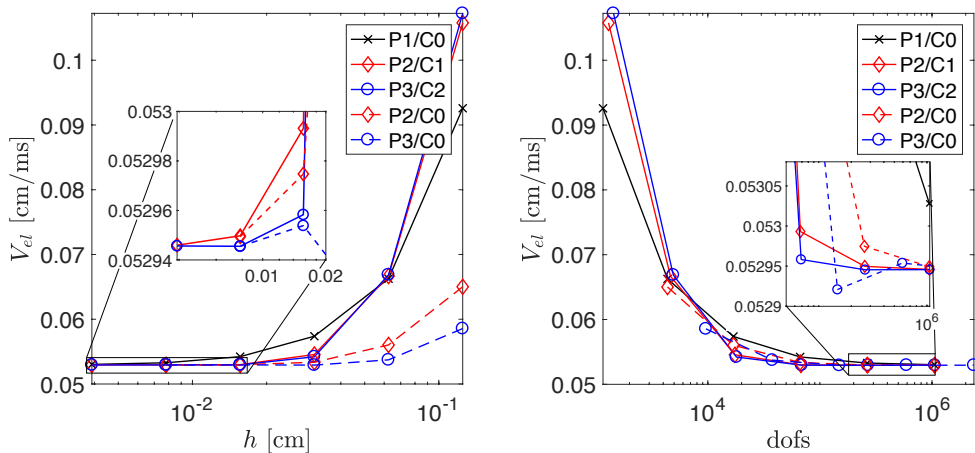 0.1
0.09
0.08
0.07
0.06
0.05
V_el [cm/ms]
10^-2
10^-1
h [cm]
P1/C0
P2/C1
P3/C2
P2/C0
P3/C0
0.053
0.05298
0.05296
0.05294
0.01
0.02
0.1
0.09
0.08
0.07
0.06
0.05
V_el [cm/ms]
10^4
10^6
dofs
P1/C0
P2/C1
P3/C2
P2/C0
P3/C0
0.05305
0.053
0.05295
0.0529
10^6